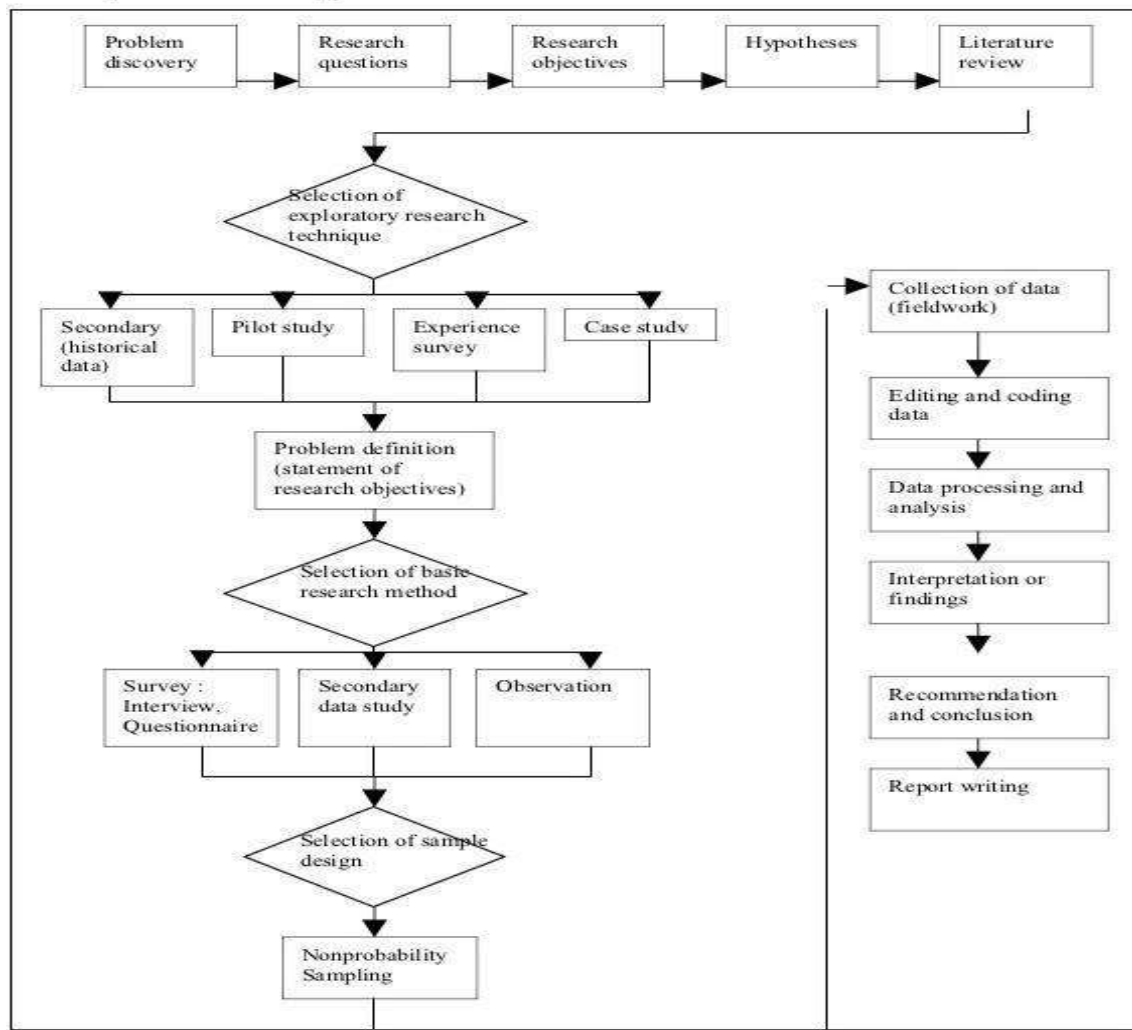 Problem
discovery
Research
questions
Research
objectives
Hypotheses
Literature
review
Selection of
exploratory research
technique
Secondary
(historical
data)
Pilot study
Experience
survey
Case study
Problem definition
(statement of
research objectives)
Selection of basic
research method
Survey :
Interview,
Questionnaire
Secondary
data study
Observation
Selection of sample
design
Nonprobability
Sampling
Collection of data
(fieldwork)
Editing and coding
data
Data processing and
analysis
Interpretation or
findings
Recommendation
and conclusion
Report writing